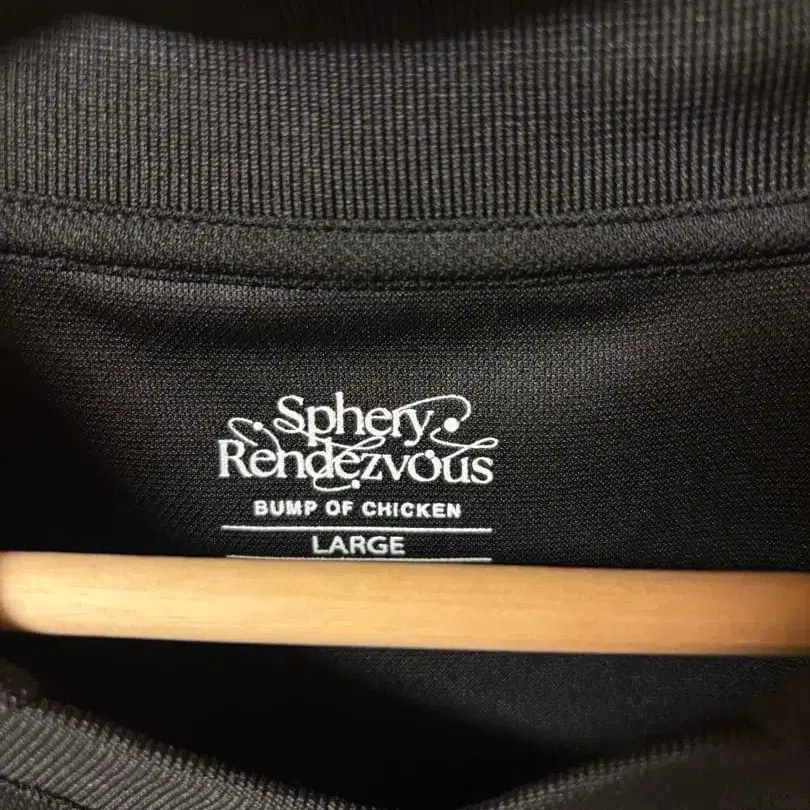 Sphery
Rendezvous
BUMP OF CHICKEN
LARGE